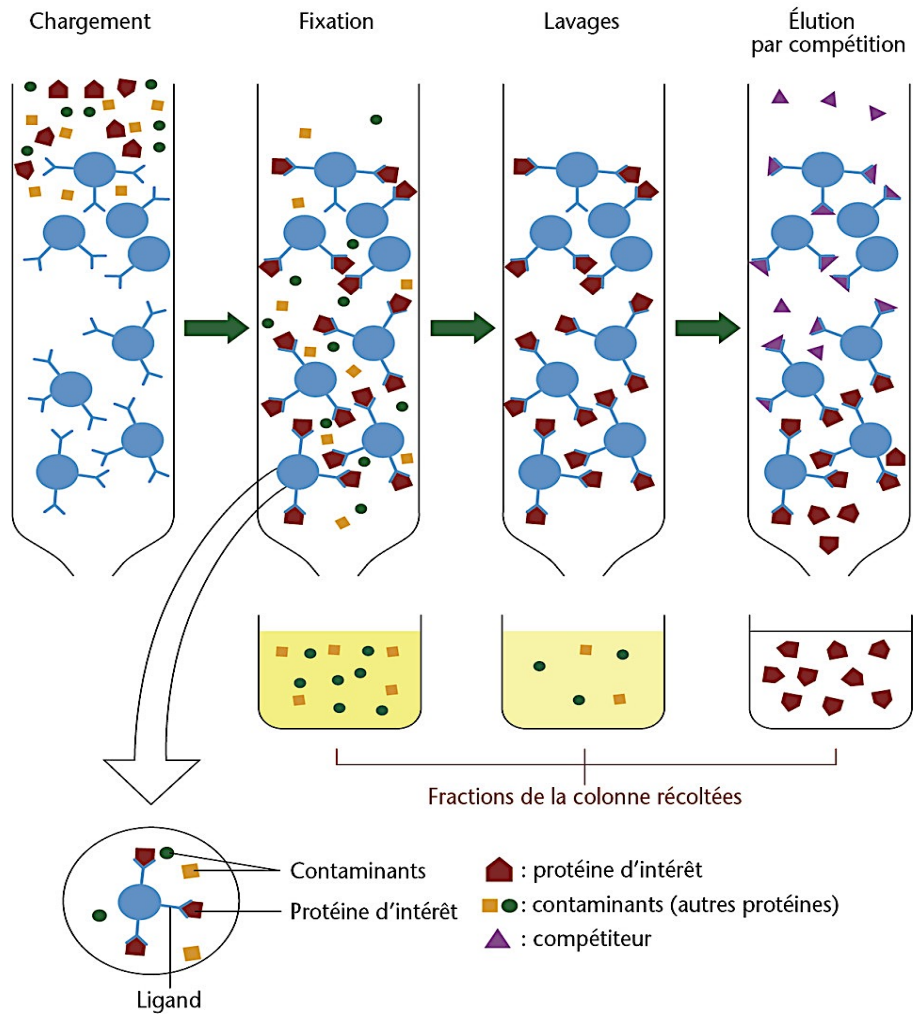 Chargement
Fixation
Lavages
Élution
par compétition
Fractions de la colonne récoltées
Contaminants
Protéine d'intérêt
Ligand
: protéine d'intérêt
: contaminants (autres protéines)
: compétiteur